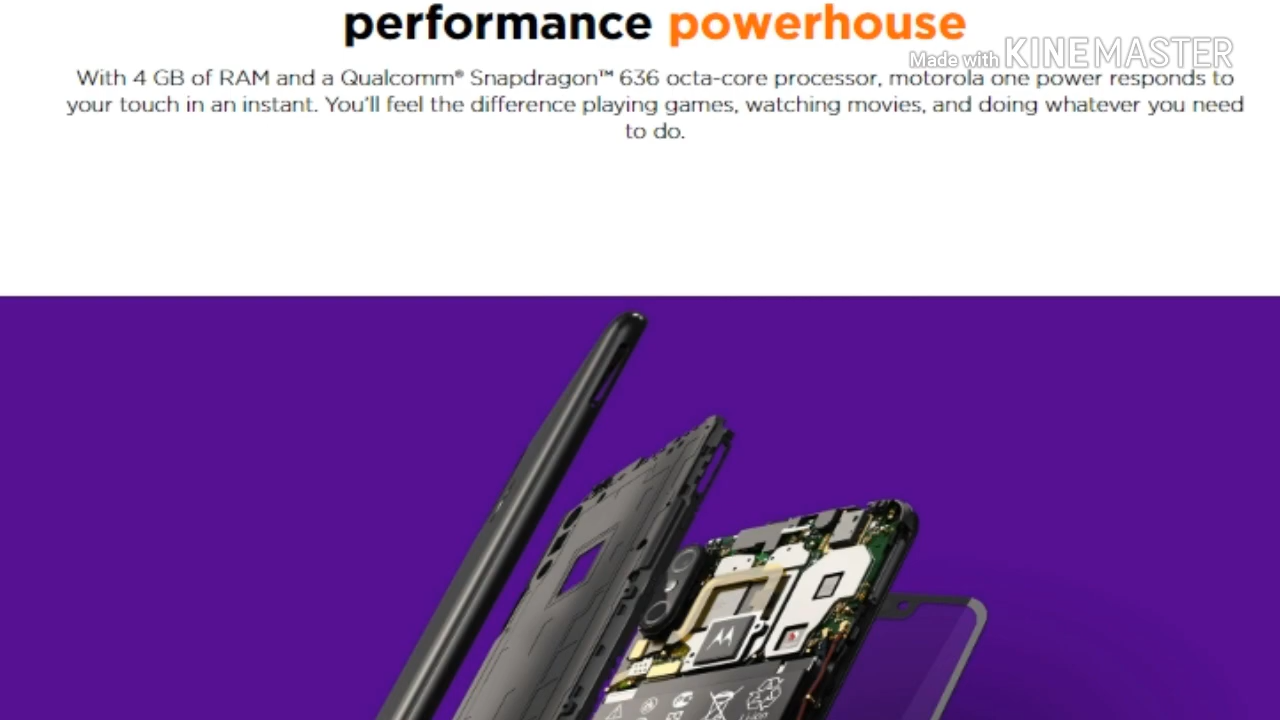 performance powerhouse
Made with KINEMASTER
With 4 GB of RAM and a Qualcomm® Snapdragon™ 636 octa-core processor, motorola one power responds to
your touch in an instant. You'll feel the difference playing games, watching movies, and doing whatever you need
to do.